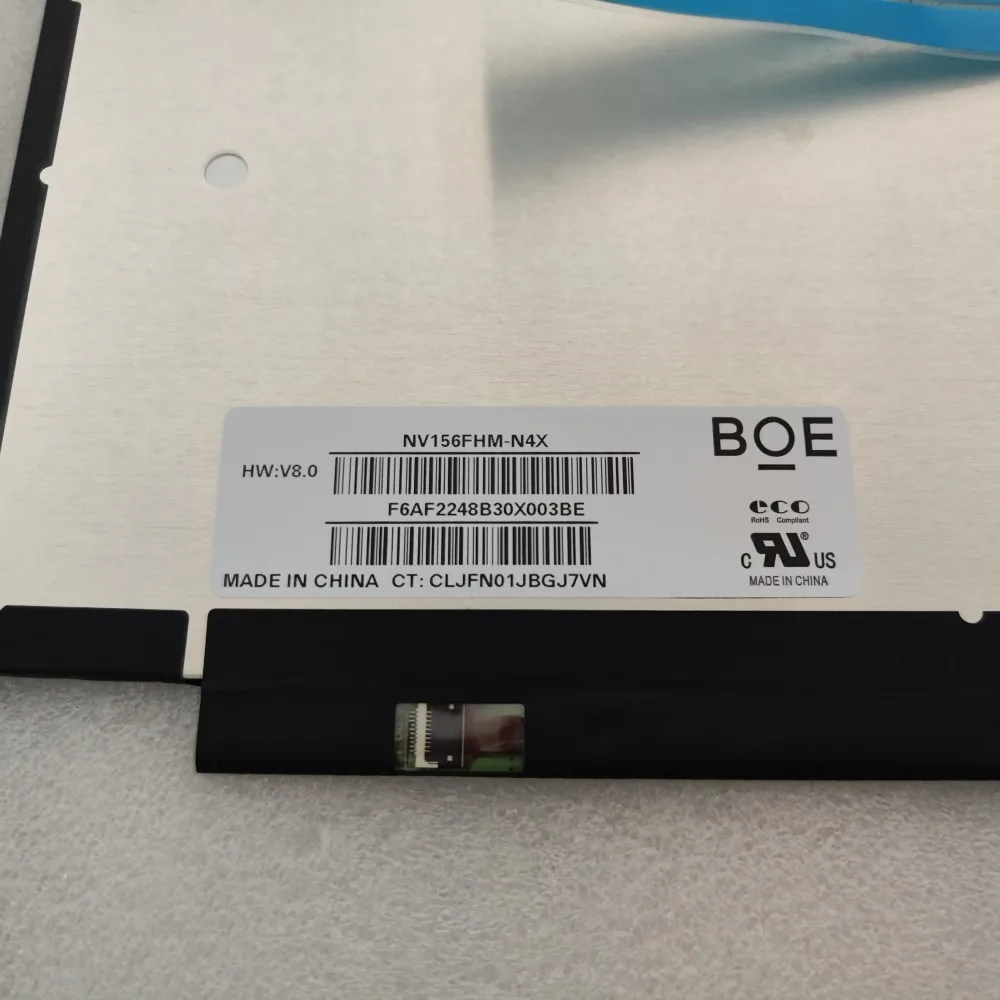 NV156FHM-N4X
BOE
HW:V8.0
F6AF2248B30X003BE
eco
RoHS Compliant
c RU ® US
MADE IN CHINA CT: CLJFN01JBGJ7VN
MADE IN CHINA